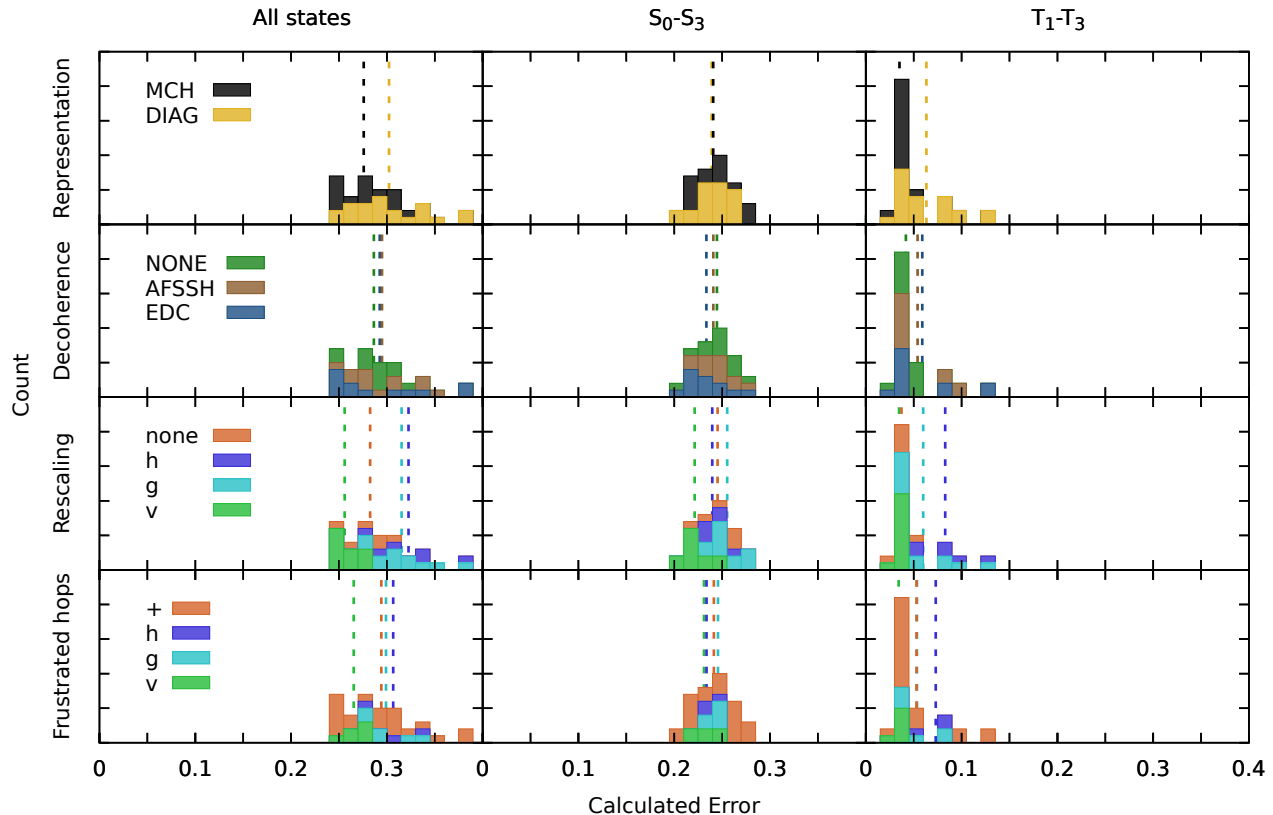 All states
S₀-S₃
T₁-T₃
Representation
MCH
DIAG
Decoherence
NONE
AFSSH
EDC
Count
Rescaling
none
h
g
v
Frustrated hops
+
h
g
v
0 0.1 0.2 0.3 0 0.1 0.2 0.3 0 0.1 0.2 0.3 0.4
Calculated Error